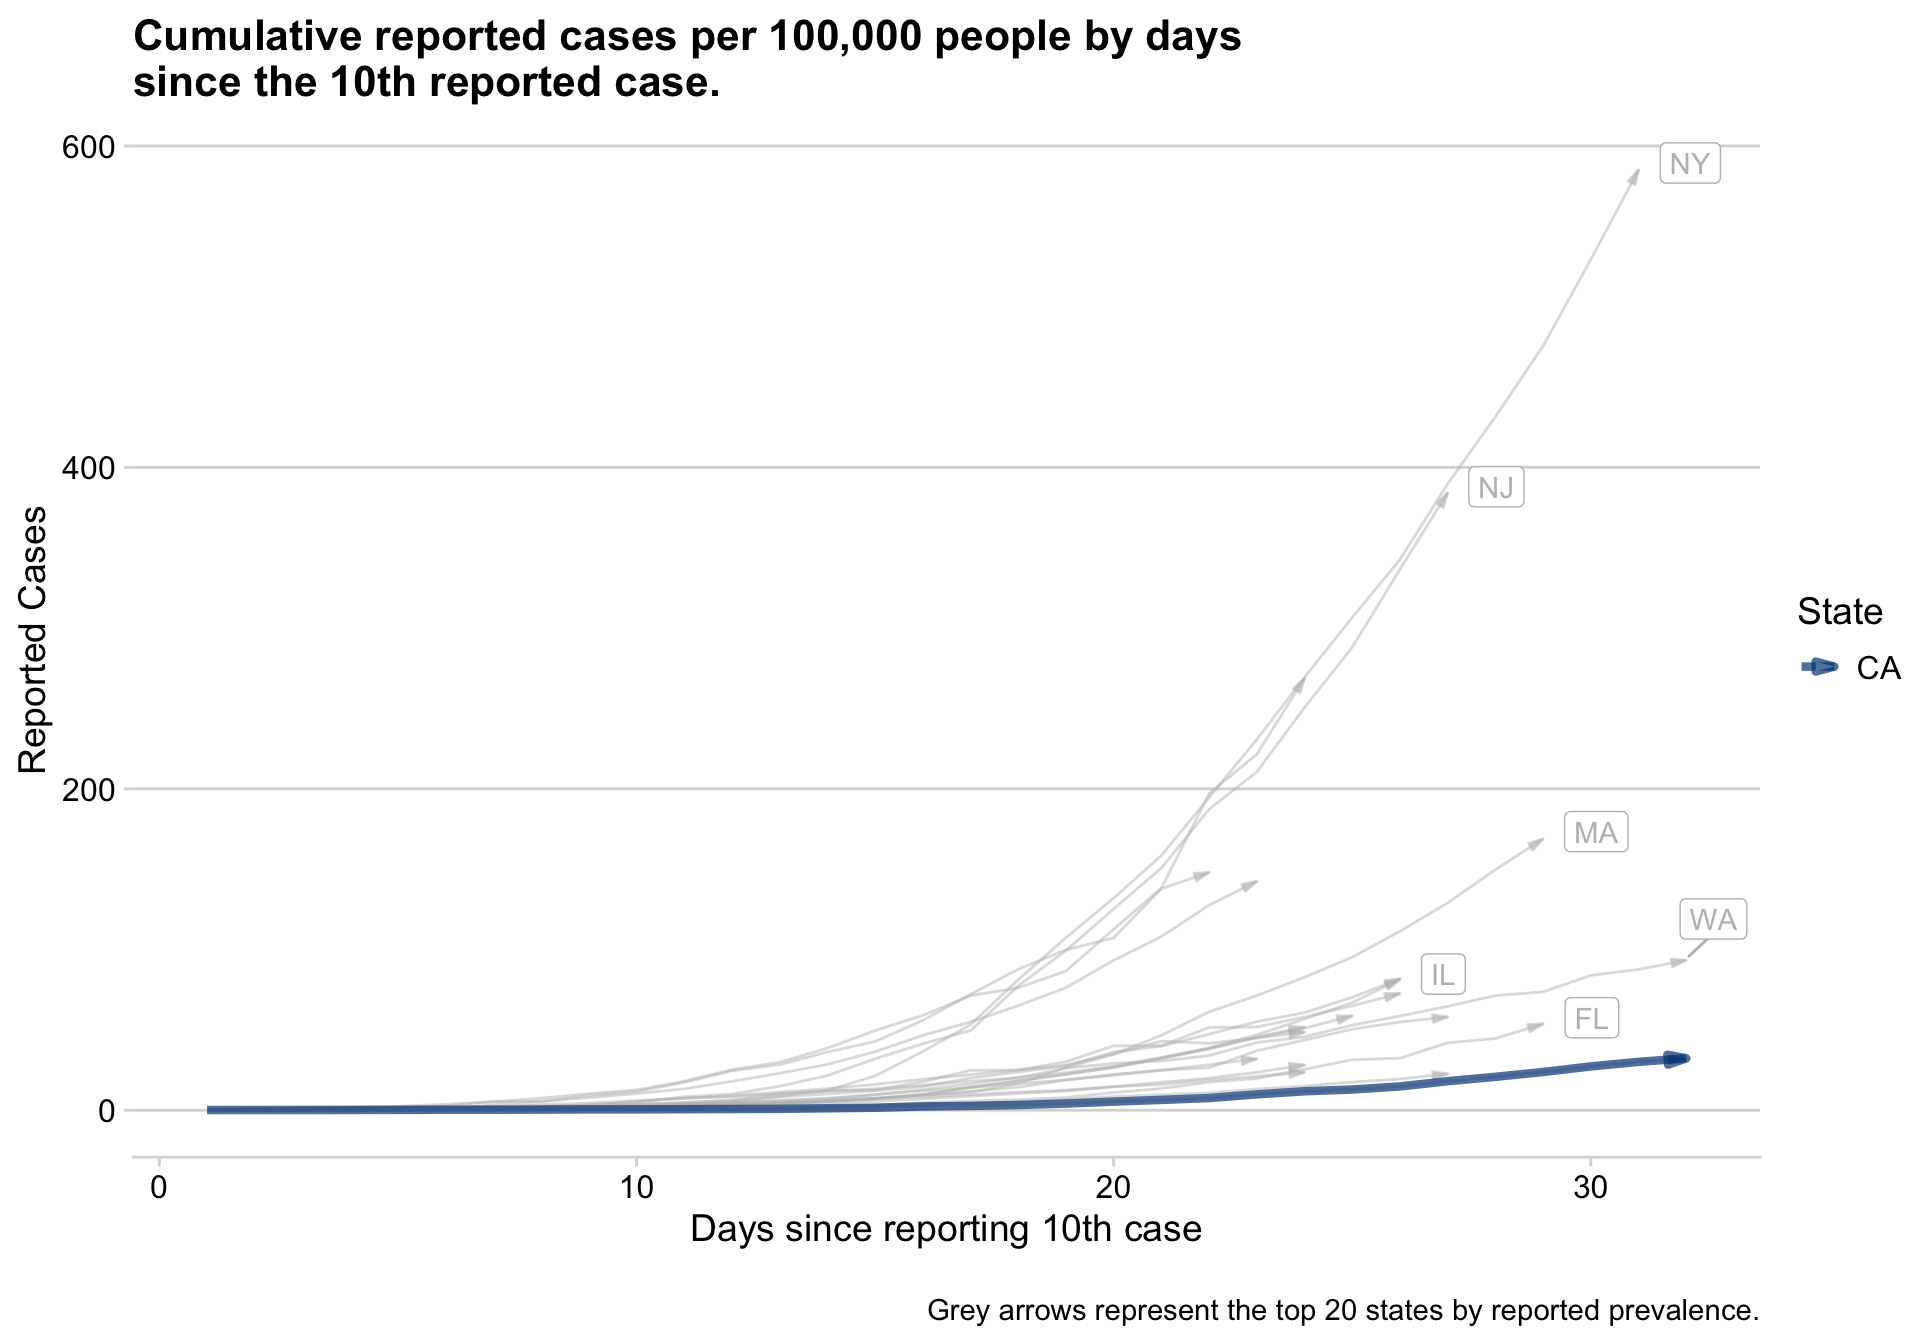 Cumulative reported cases per 100,000 people by days
since the 10th reported case.
600
NY
400
NJ
Reported Cases
State
CA
200
MA
WA
IL
FL
0
0
10
20
30
Days since reporting 10th case
Grey arrows represent the top 20 states by reported prevalence.